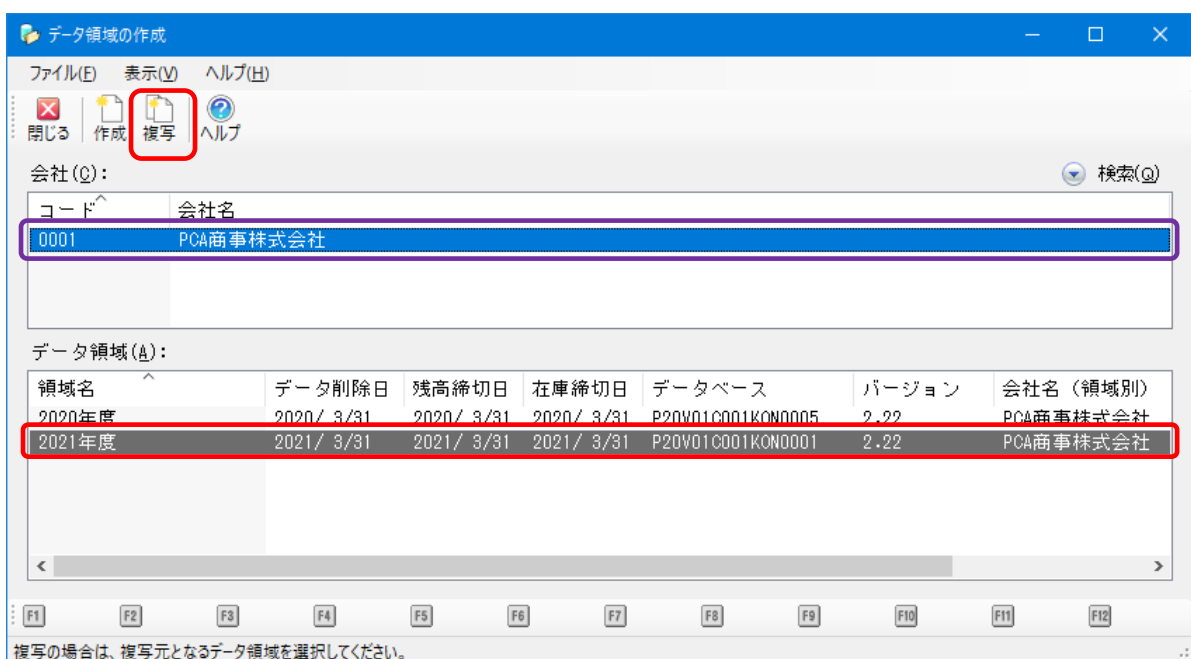 データ領域の作成
ファイル(F) 表示(V) ヘルプ(H)
閉じる 作成 複写 ヘルプ
会社(C): 検索(Q)
コード 会社名
0001 PCA商事株式会社
データ領域(A):
領域名 データ削除日 残高締切日 在庫締切日 データベース バージョン 会社名（領域別）
2020年度 2020/ 3/31 2020/ 3/31 2020/ 3/31 P20V01C001KON0005 2.22 PCA商事株式会社
2021年度 2021/ 3/31 2021/ 3/31 2021/ 3/31 P20V01C001KON0001 2.22 PCA商事株式会社
F1 F2 F3 F4 F5 F6 F7 F8 F9 F10 F11 F12
複写の場合は、複写元となるデータ領域を選択してください。